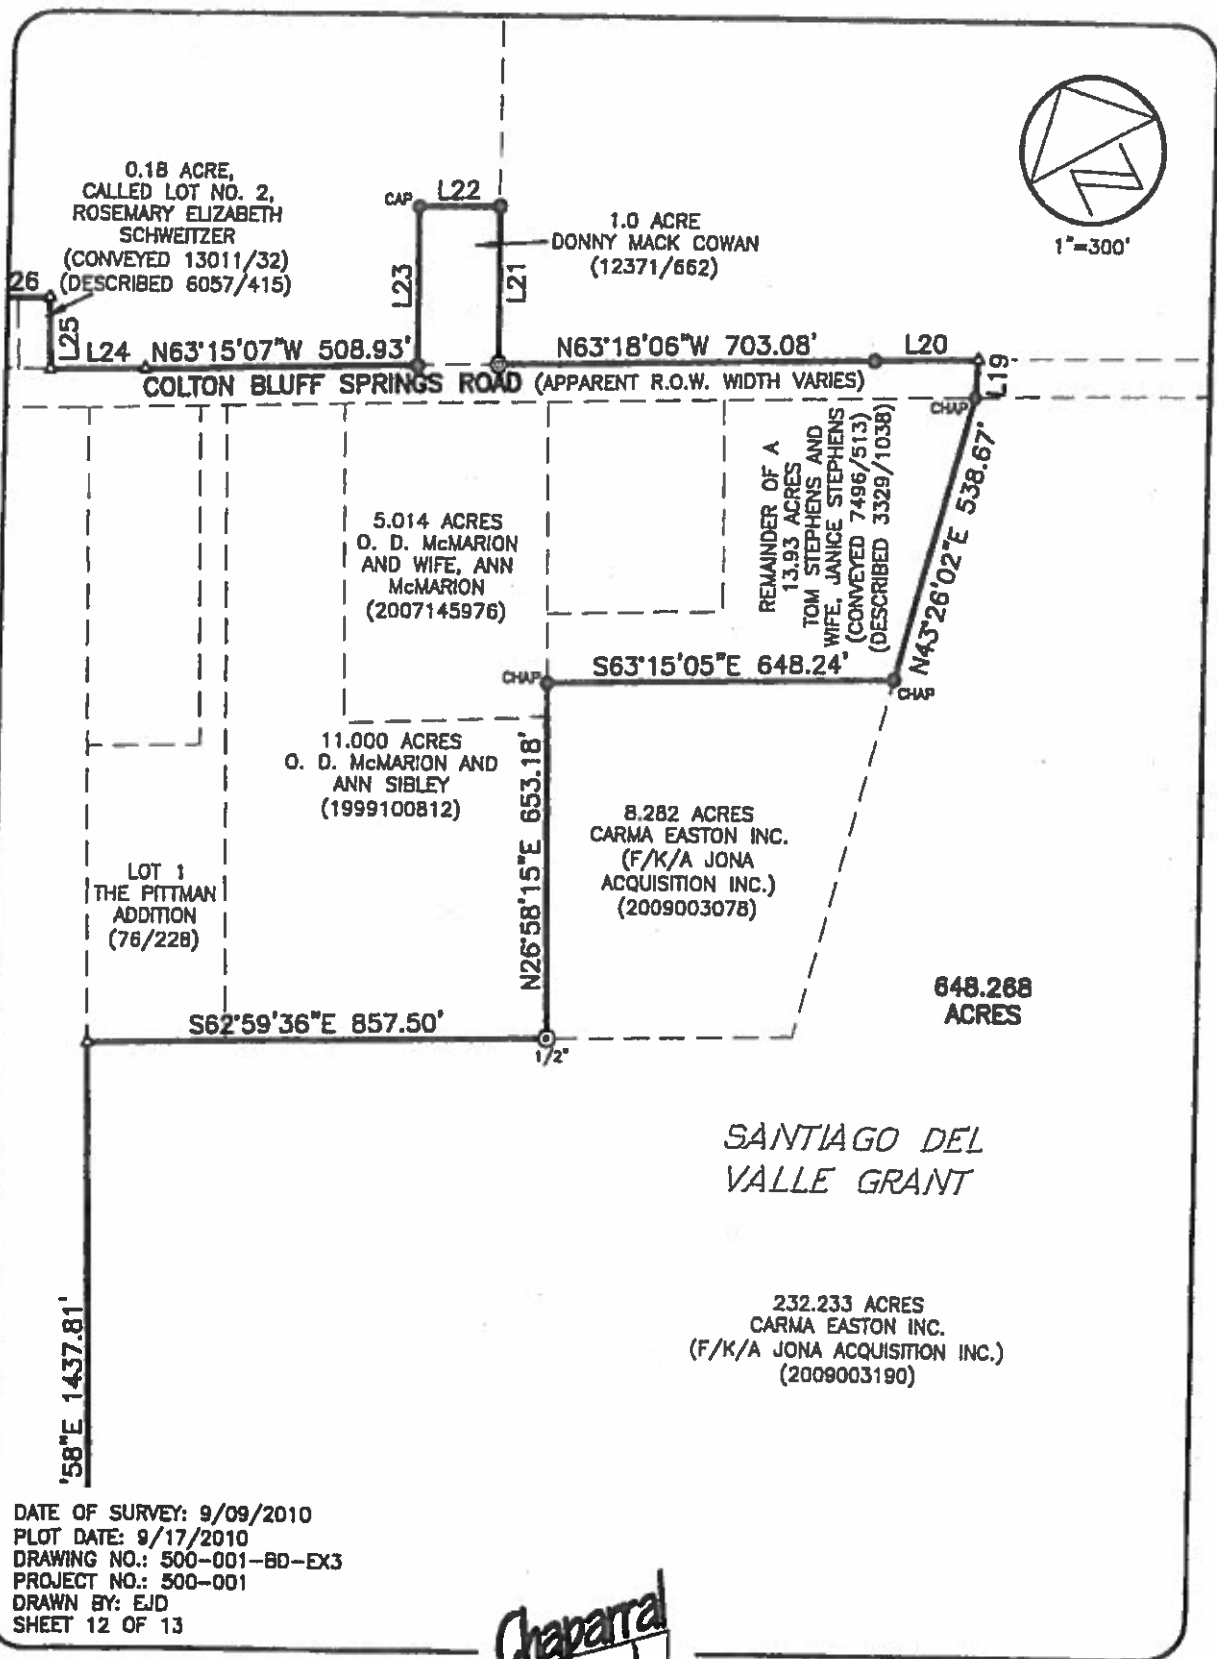 0.18 ACRE,
CALLED LOT NO. 2,
ROSEMARY ELIZABETH
SCHWEITZER
(CONVEYED 13011/32)
(DESCRIBED 6057/415)
26
L25
L24
N63°15'07"W 508.93'
CAP
L22
L23
L21
1.0 ACRE
DONNY MACK COWAN
(12371/662)
1"=300'
N63°18'06"W 703.08'
L20
L19
COLTON BLUFF SPRINGS ROAD (APPARENT R.O.W. WIDTH VARIES)
CHAP
N43°26'02"E 538.67'
REMAINDER OF A
13.93 ACRES
TOM STEPHENS AND
WIFE, JANICE STEPHENS
(CONVEYED 7496/513)
(DESCRIBED 3329/1038)
5.014 ACRES
O. D. McMARION
AND WIFE, ANN
McMARION
(2007145976)
CHAP
S63°15'05"E 648.24'
CHAP
11.000 ACRES
O. D. McMARION AND
ANN SIBLEY
(1999100812)
N26°58'15"E 653.18'
8.282 ACRES
CARMA EASTON INC.
(F/K/A JONA
ACQUISITION INC.)
(2009003078)
LOT 1
THE PITTMAN
ADDITION
(76/228)
648.268
ACRES
S62°59'36"E 857.50'
1/2"
SANTIAGO DEL
VALLE GRANT
232.233 ACRES
CARMA EASTON INC.
(F/K/A JONA ACQUISITION INC.)
(2009003190)
'58"E 1437.81'
DATE OF SURVEY: 9/09/2010
PLOT DATE: 9/17/2010
DRAWING NO.: 500-001-BD-EX3
PROJECT NO.: 500-001
DRAWN BY: EJD
SHEET 12 OF 13
Chaparral